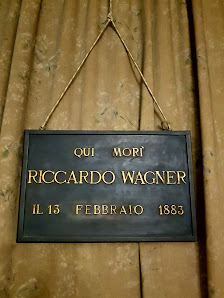 QUI MORÌ
RICCARDO WAGNER
IL 13 FEBBRAIO 1883